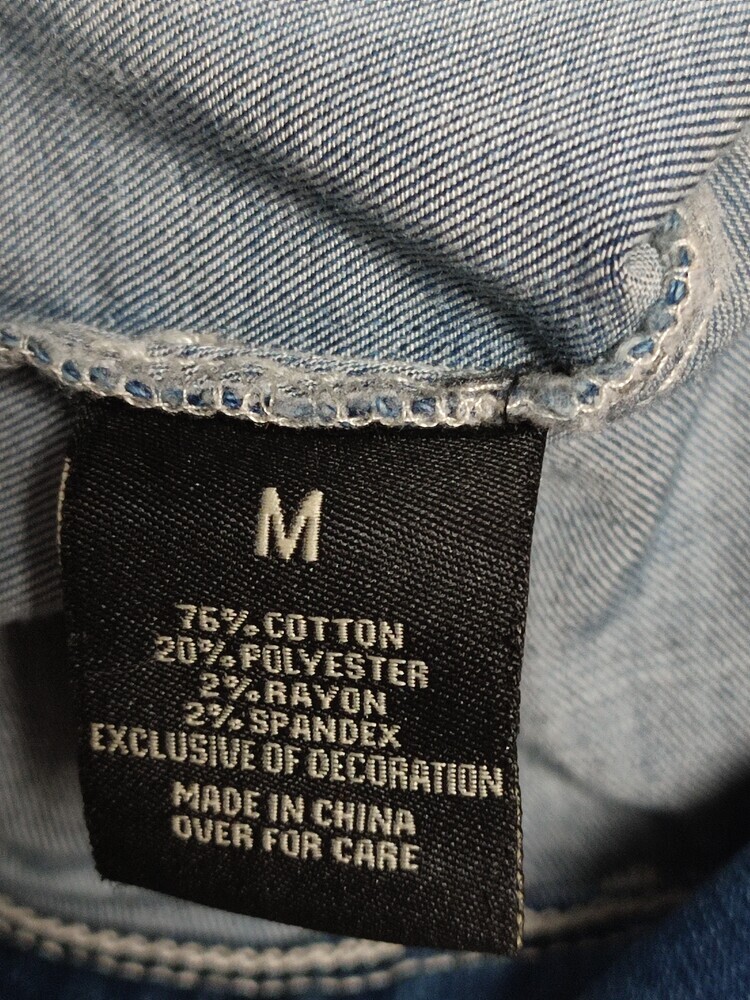 M
76% COTTON
20% POLYESTER
2% RAYON
2% SPANDEX
EXCLUSIVE OF DECORATION
MADE IN CHINA
OVER FOR CARE